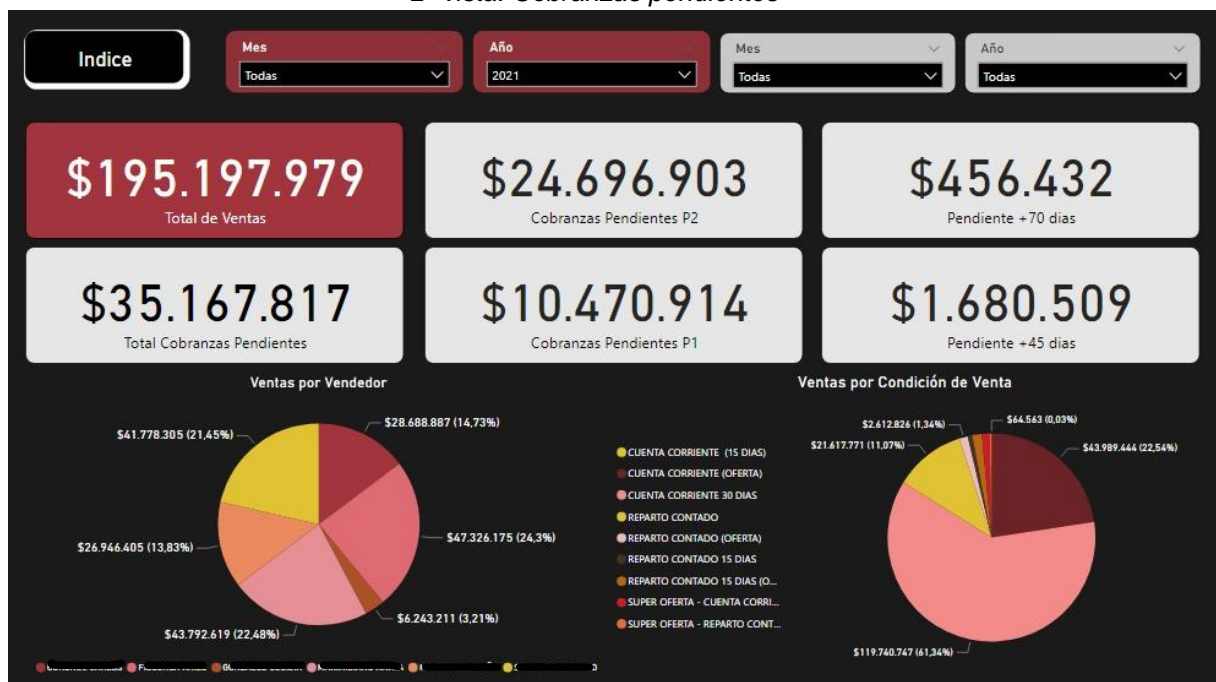 Indice
Mes
Todas
Año
2021
Mes
Todas
Año
Todas
$195.197.979
Total de Ventas
$24.696.903
Cobranzas Pendientes P2
$456.432
Pendiente +70 dias
$35.167.817
Total Cobranzas Pendientes
$10.470.914
Cobranzas Pendientes P1
$1.680.509
Pendiente +45 dias
Ventas por Vendedor
$28.688.887 (14,73%)
$41.778.305 (21,45%)
$47.326.175 (24,3%)
$26.946.405 (13,83%)
$6.243.211 (3,21%)
$43.792.619 (22,48%)
Ventas por Condición de Venta
CUENTA CORRIENTE (15 DIAS)
CUENTA CORRIENTE (OFERTA)
CUENTA CORRIENTE 30 DIAS
REPARTO CONTADO
REPARTO CONTADO (OFERTA)
REPARTO CONTADO 15 DIAS
REPARTO CONTADO 15 DIAS (O...
SUPER OFERTA - CUENTA CORRI...
SUPER OFERTA - REPARTO CONT...
$2.612.826 (1,34%)
$64.563 (0,03%)
$21.617.771 (11,07%)
$43.989.444 (22,54%)
$119.740.747 (61,34%)